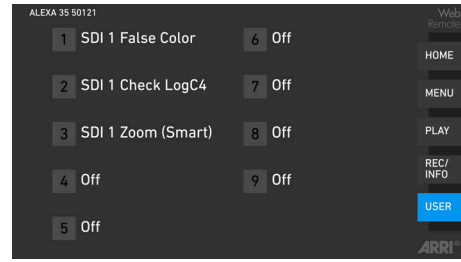 ALEXA 35 50121
Web
Remote
1 SDI 1 False Color
2 SDI 1 Check LogC4
3 SDI 1 Zoom (Smart)
4 Off
5 Off
6 Off
7 Off
8 Off
9 Off
HOME
MENU
PLAY
REC/
INFO
USER
ARRI®